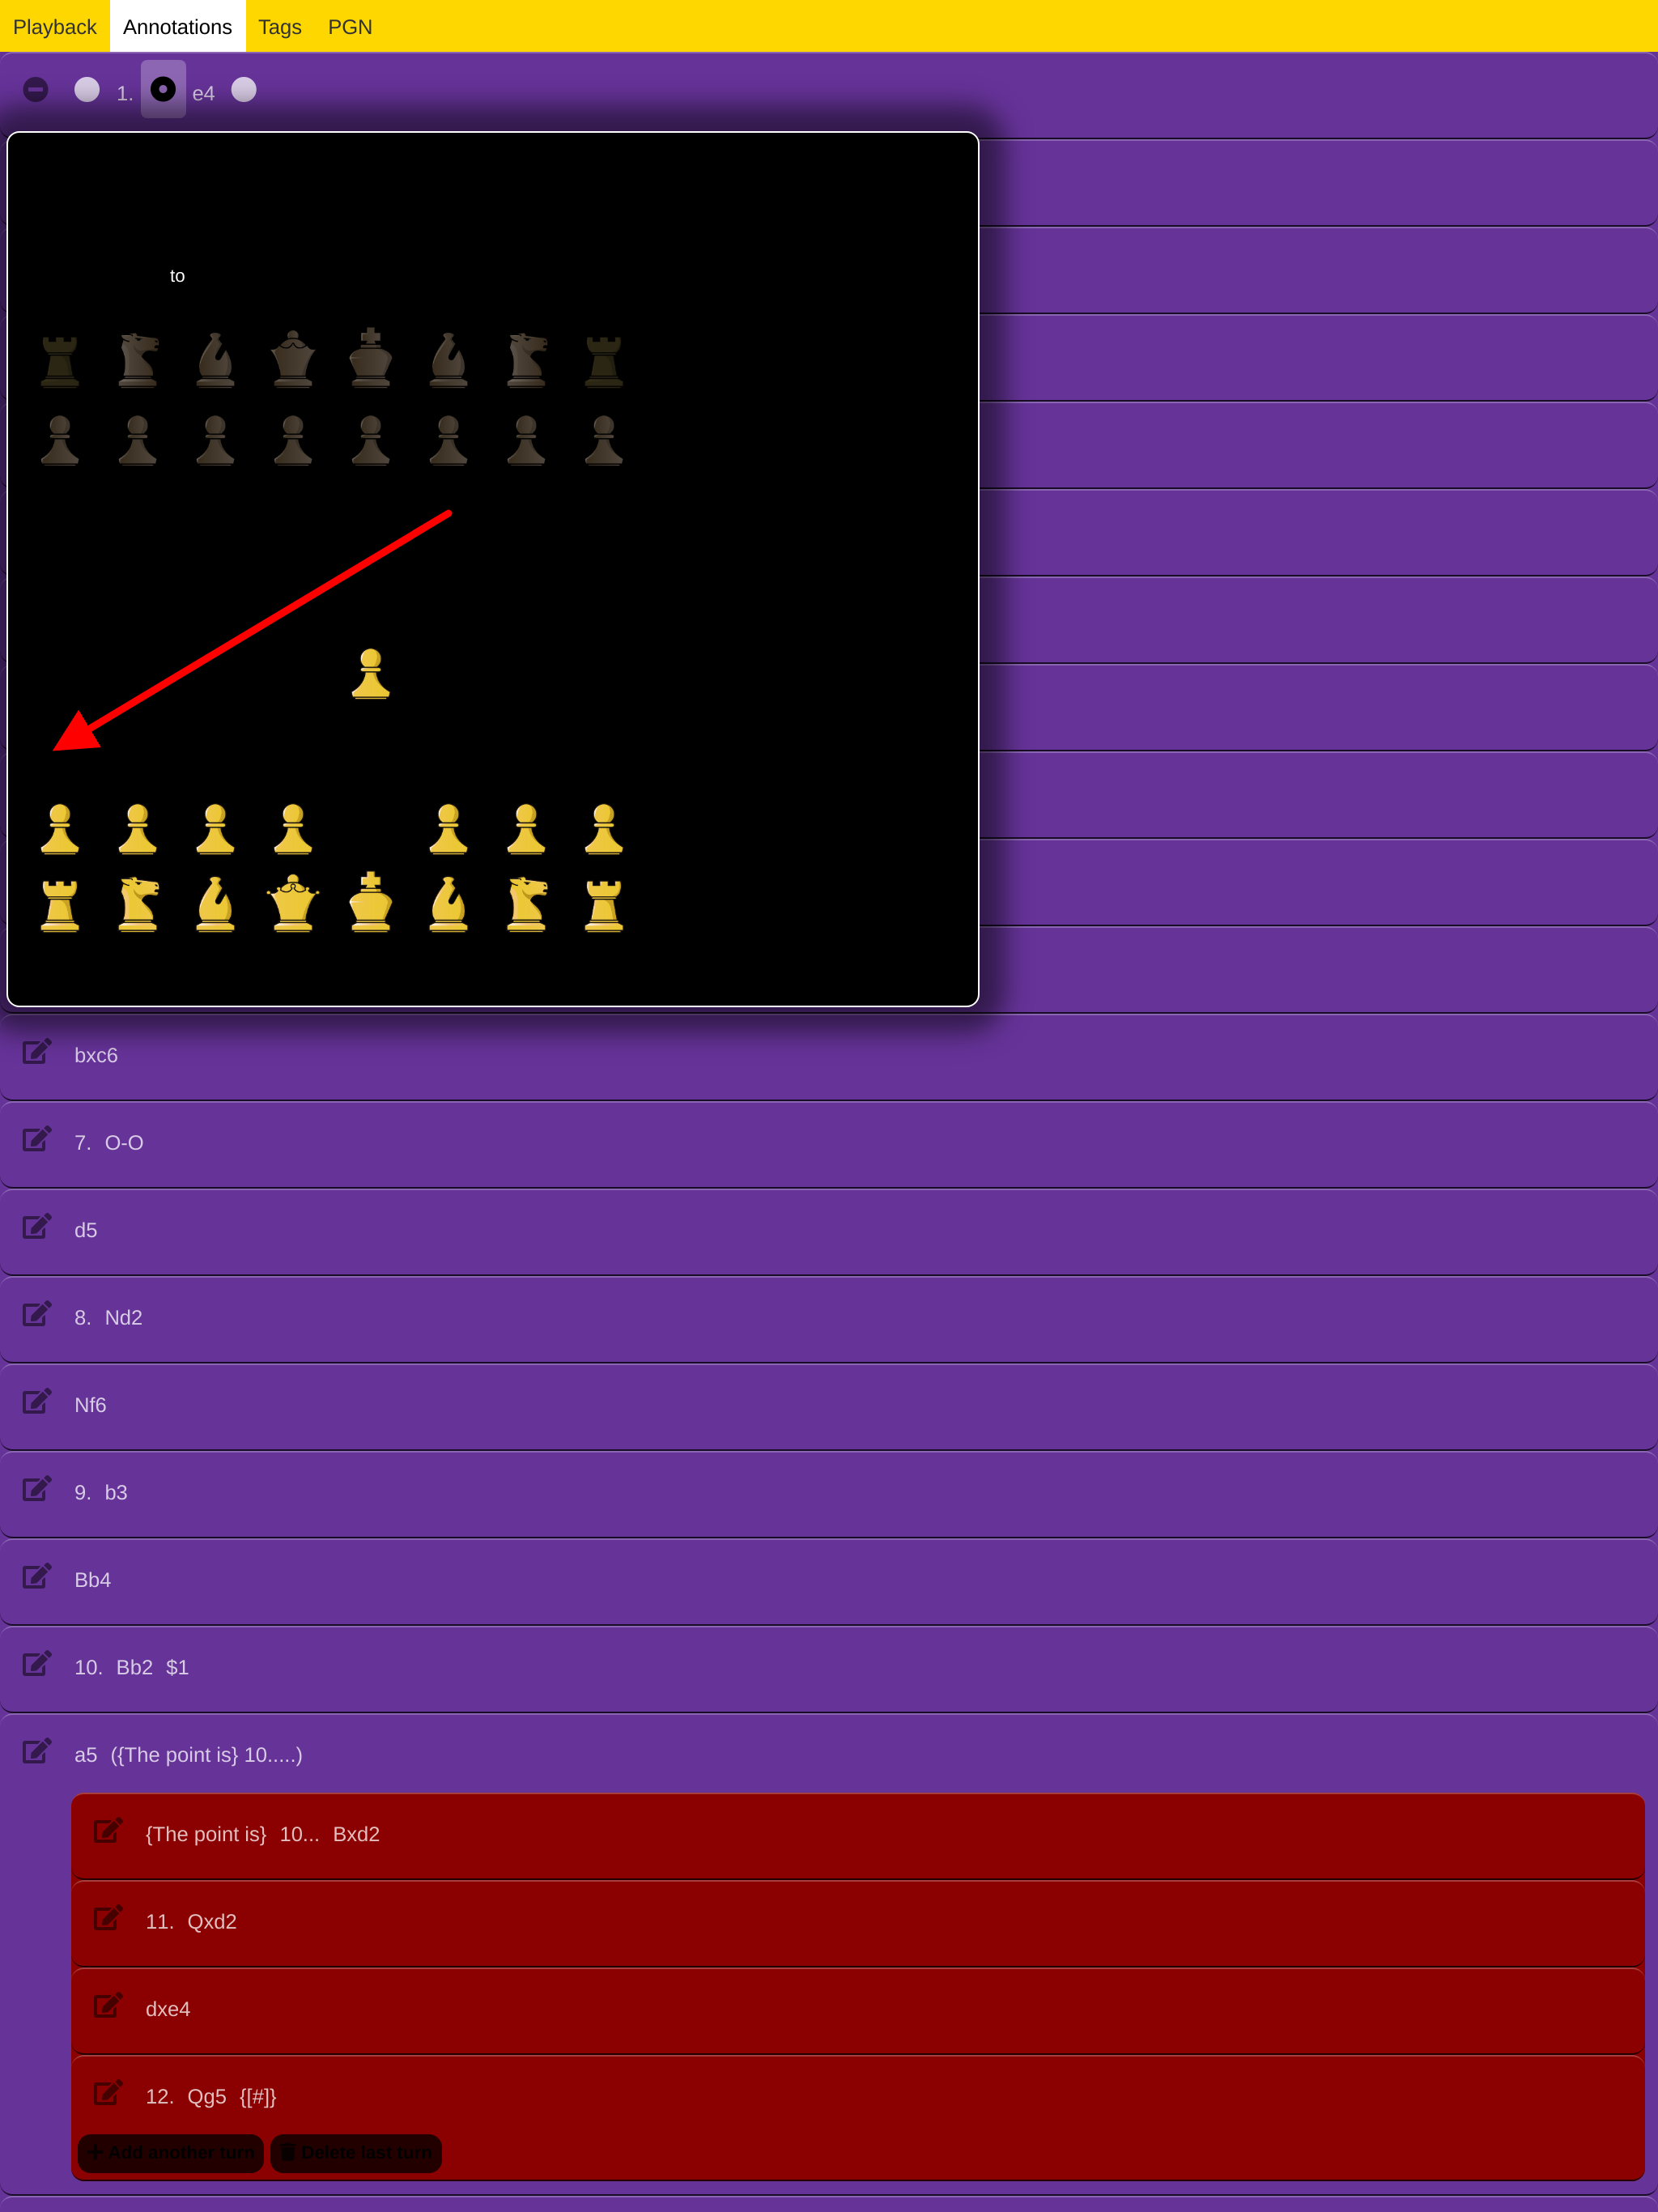 Playback Annotations Tags PGN
1. e4
to
bxc6
7. O-O
d5
8. Nd2
Nf6
9. b3
Bb4
10. Bb2 $1
a5 ({The point is} 10.....)
{The point is} 10... Bxd2
11. Qxd2
dxe4
12. Qg5 {[#]}
+ Add another turn Delete last turn